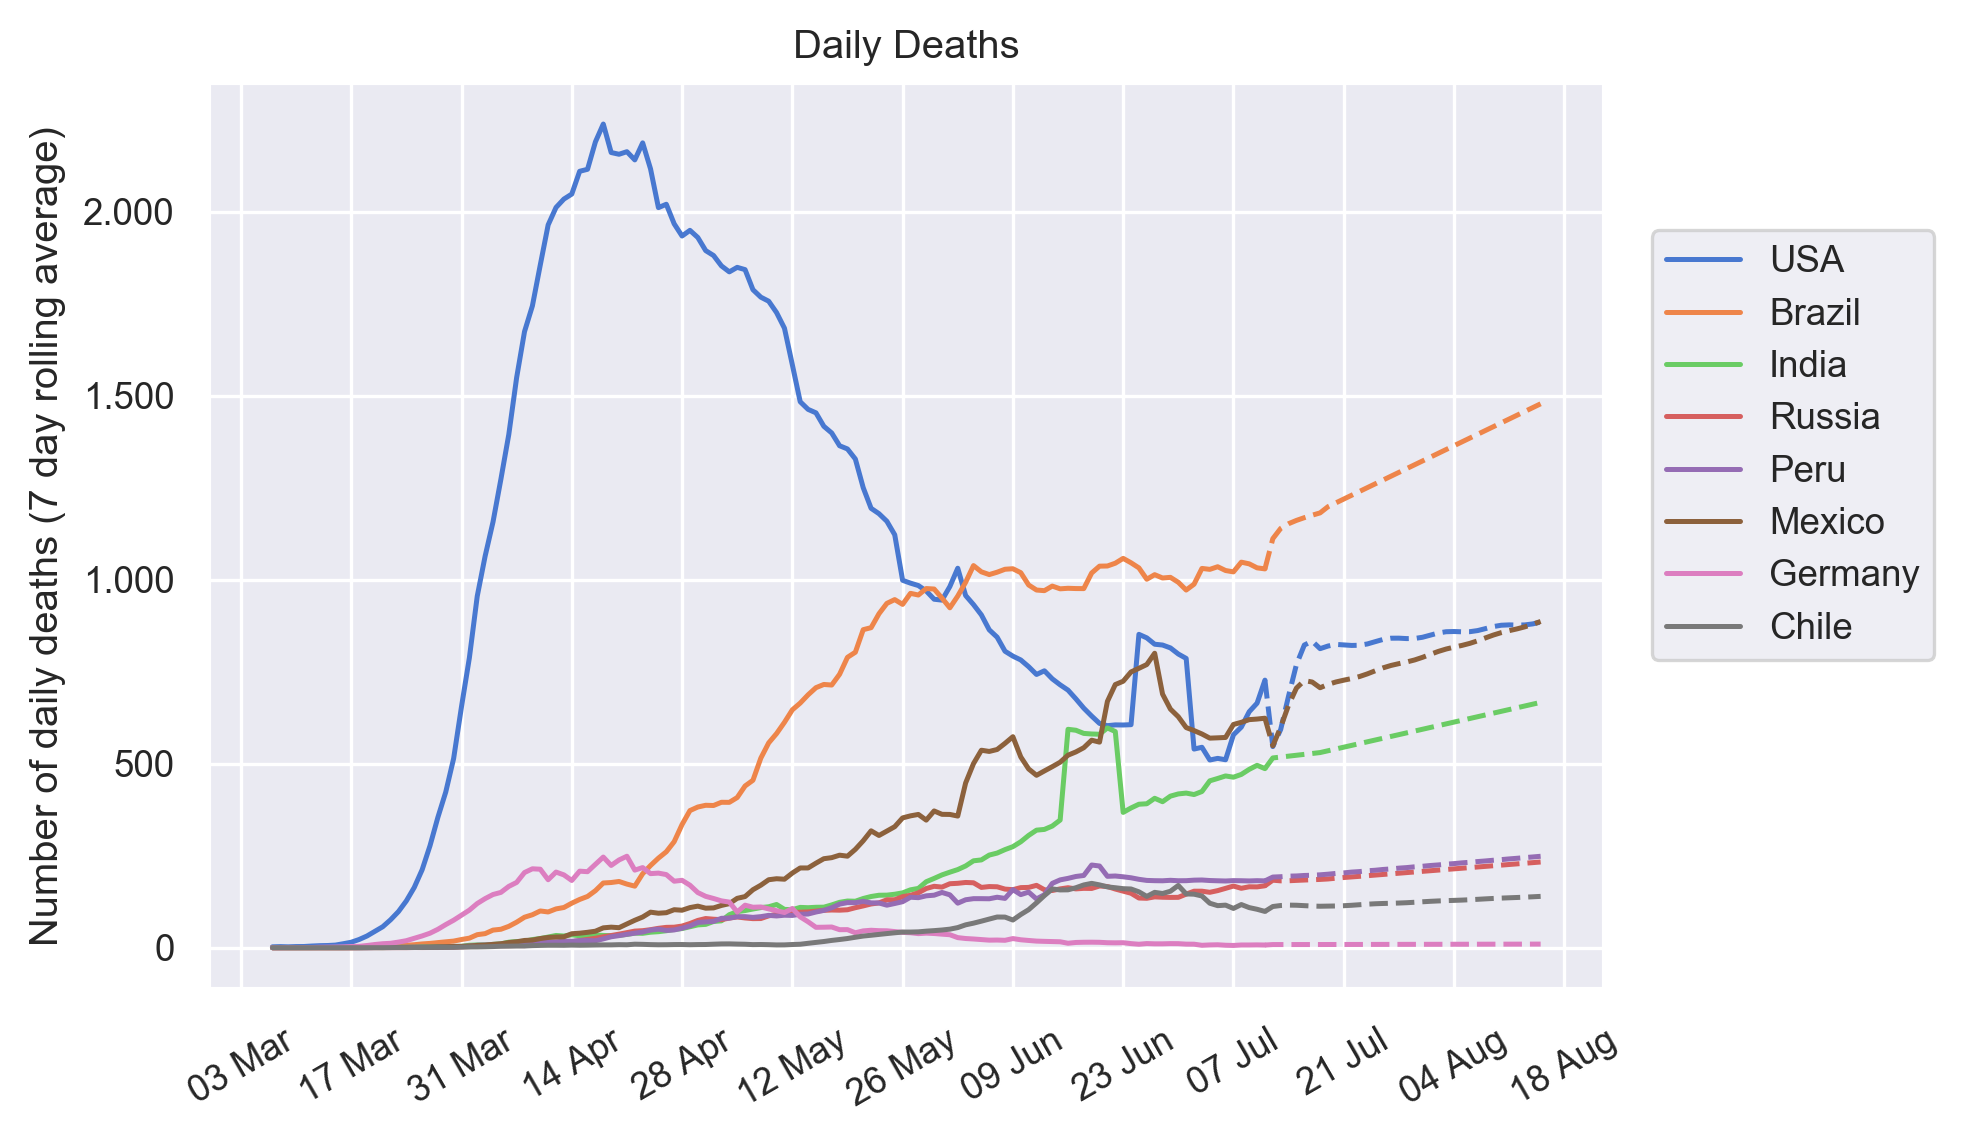 Daily Deaths
Number of daily deaths (7 day rolling average)
2.000
1.500
1.000
500
0
03 Mar
17 Mar
31 Mar
14 Apr
28 Apr
12 May
26 May
09 Jun
23 Jun
07 Jul
21 Jul
04 Aug
18 Aug
USA
Brazil
India
Russia
Peru
Mexico
Germany
Chile